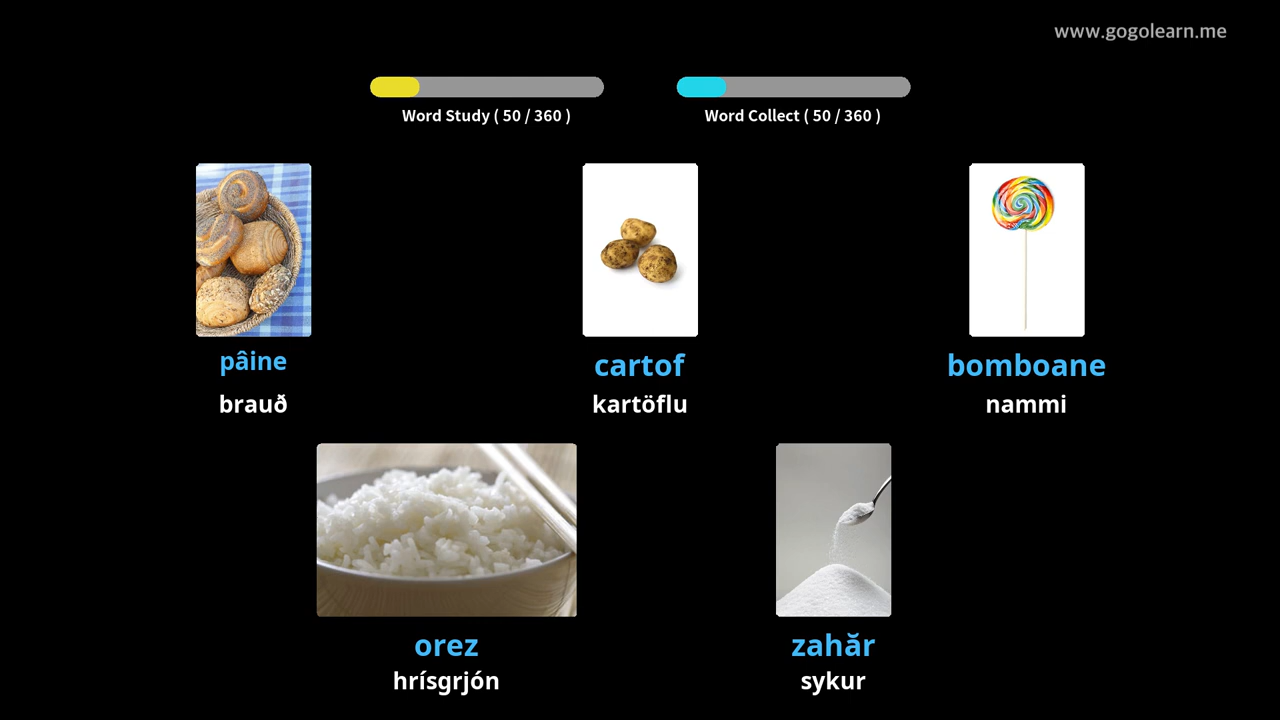 www.gogolearn.me
Word Study ( 50 / 360 )
Word Collect ( 50 / 360 )
pâine
brauð
cartof
kartöflu
bomboane
nammi
orez
hrísgrjón
zahăr
sykur